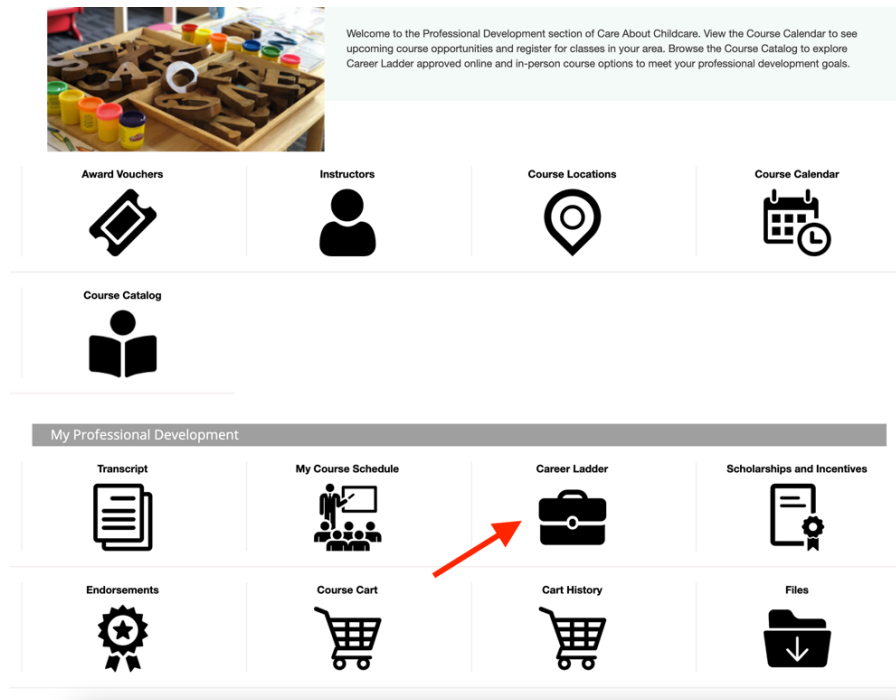 Welcome to the Professional Development section of Care About Childcare. View the Course Calendar to see
upcoming course opportunities and register for classes in your area. Browse the Course Catalog to explore
Career Ladder approved online and in-person course options to meet your professional development goals.
Award Vouchers
Instructors
Course Locations
Course Calendar
Course Catalog
My Professional Development
Transcript
My Course Schedule
Career Ladder
Scholarships and Incentives
Endorsements
Course Cart
Cart History
Files